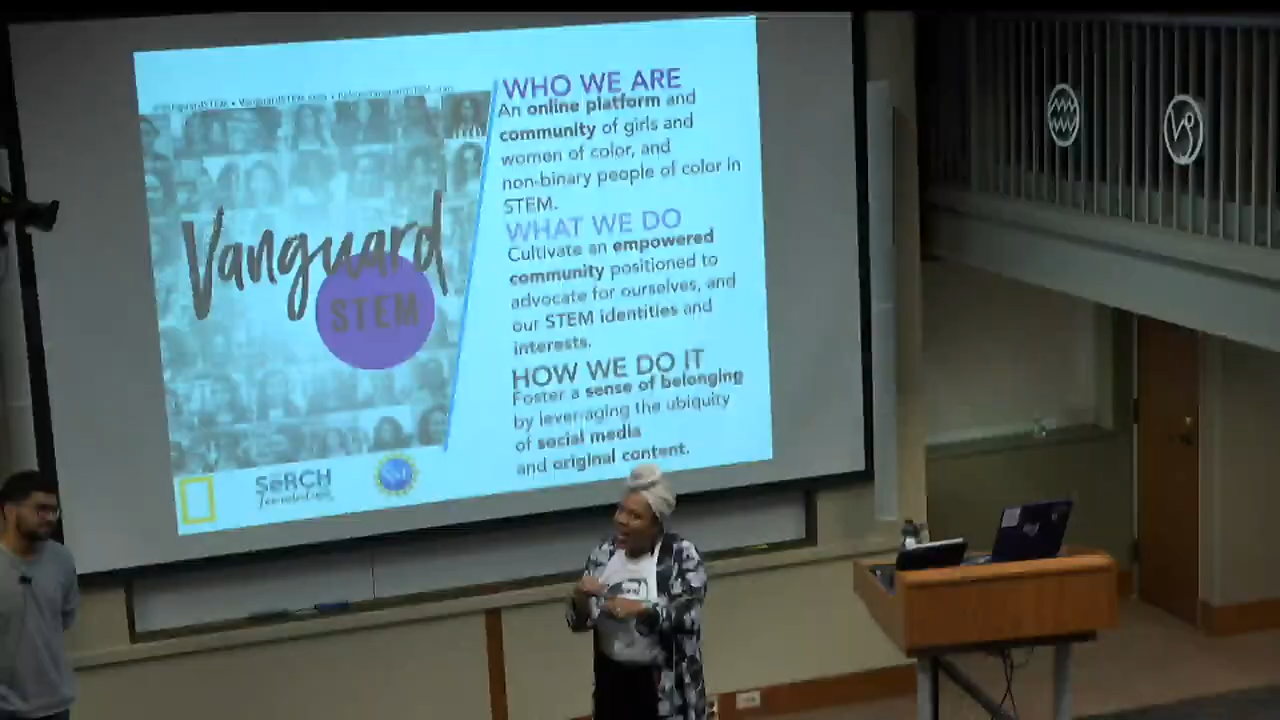 Vanguard
STEM
SeRCH
Foundation
NSF
WHO WE ARE
An online platform and
community of girls and
women of color, and
non-binary people of color in
STEM.
WHAT WE DO
Cultivate an empowered
community positioned to
advocate for ourselves, and
our STEM identities and
interests.
HOW WE DO IT
Foster a sense of belonging
by leveraging the ubiquity
of social media
and original content.